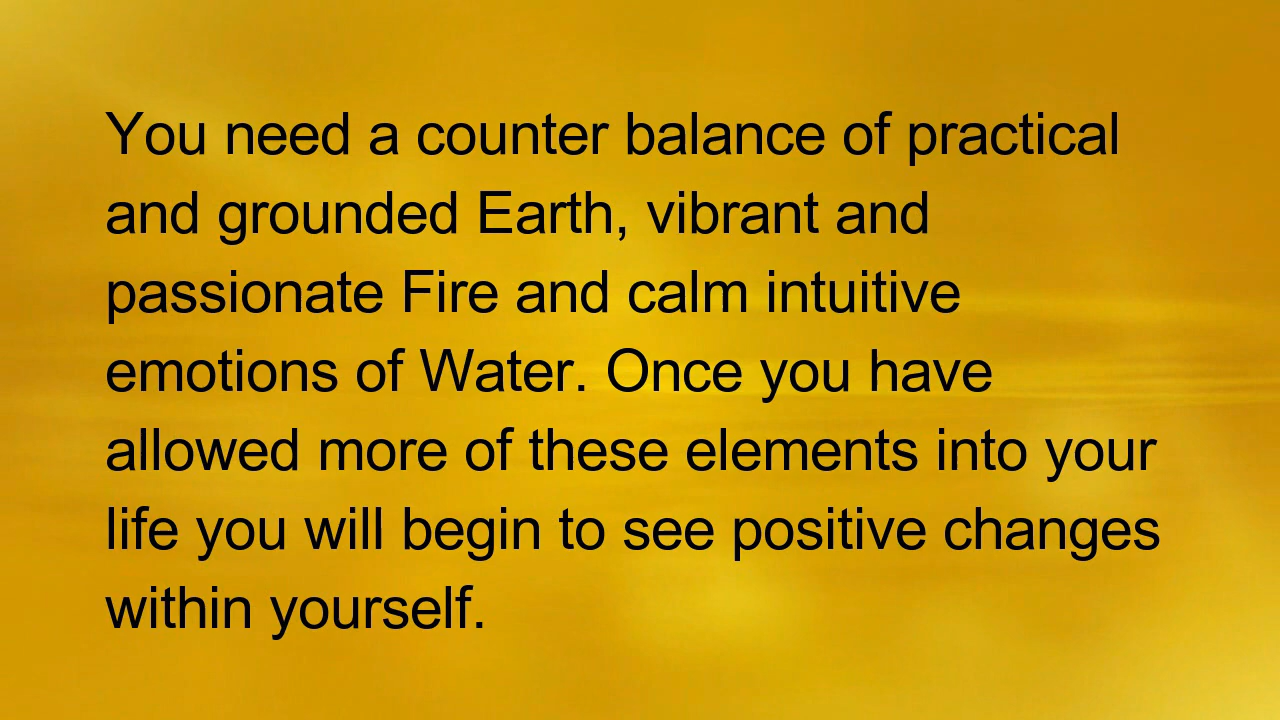 You need a counter balance of practical
and grounded Earth, vibrant and
passionate Fire and calm intuitive
emotions of Water. Once you have
allowed more of these elements into your
life you will begin to see positive changes
within yourself.